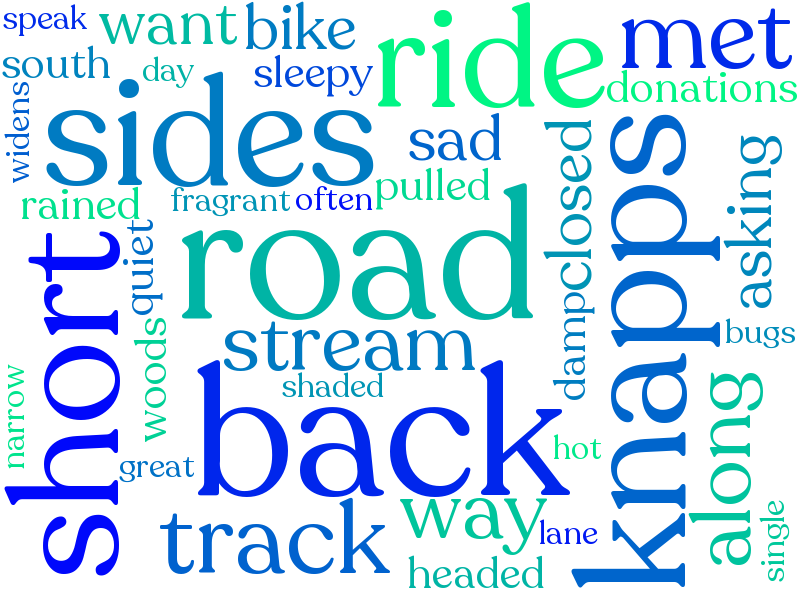 speak
want
bike
ride
met
south
day
sleepy
donations
widens
sides
sad
closed
knapps
asking
rained
fragrant
often
pulled
short
quiet
road
damp
bugs
woods
stream
shaded
narrow
great
back
hot
along
track
way
lane
single
headed